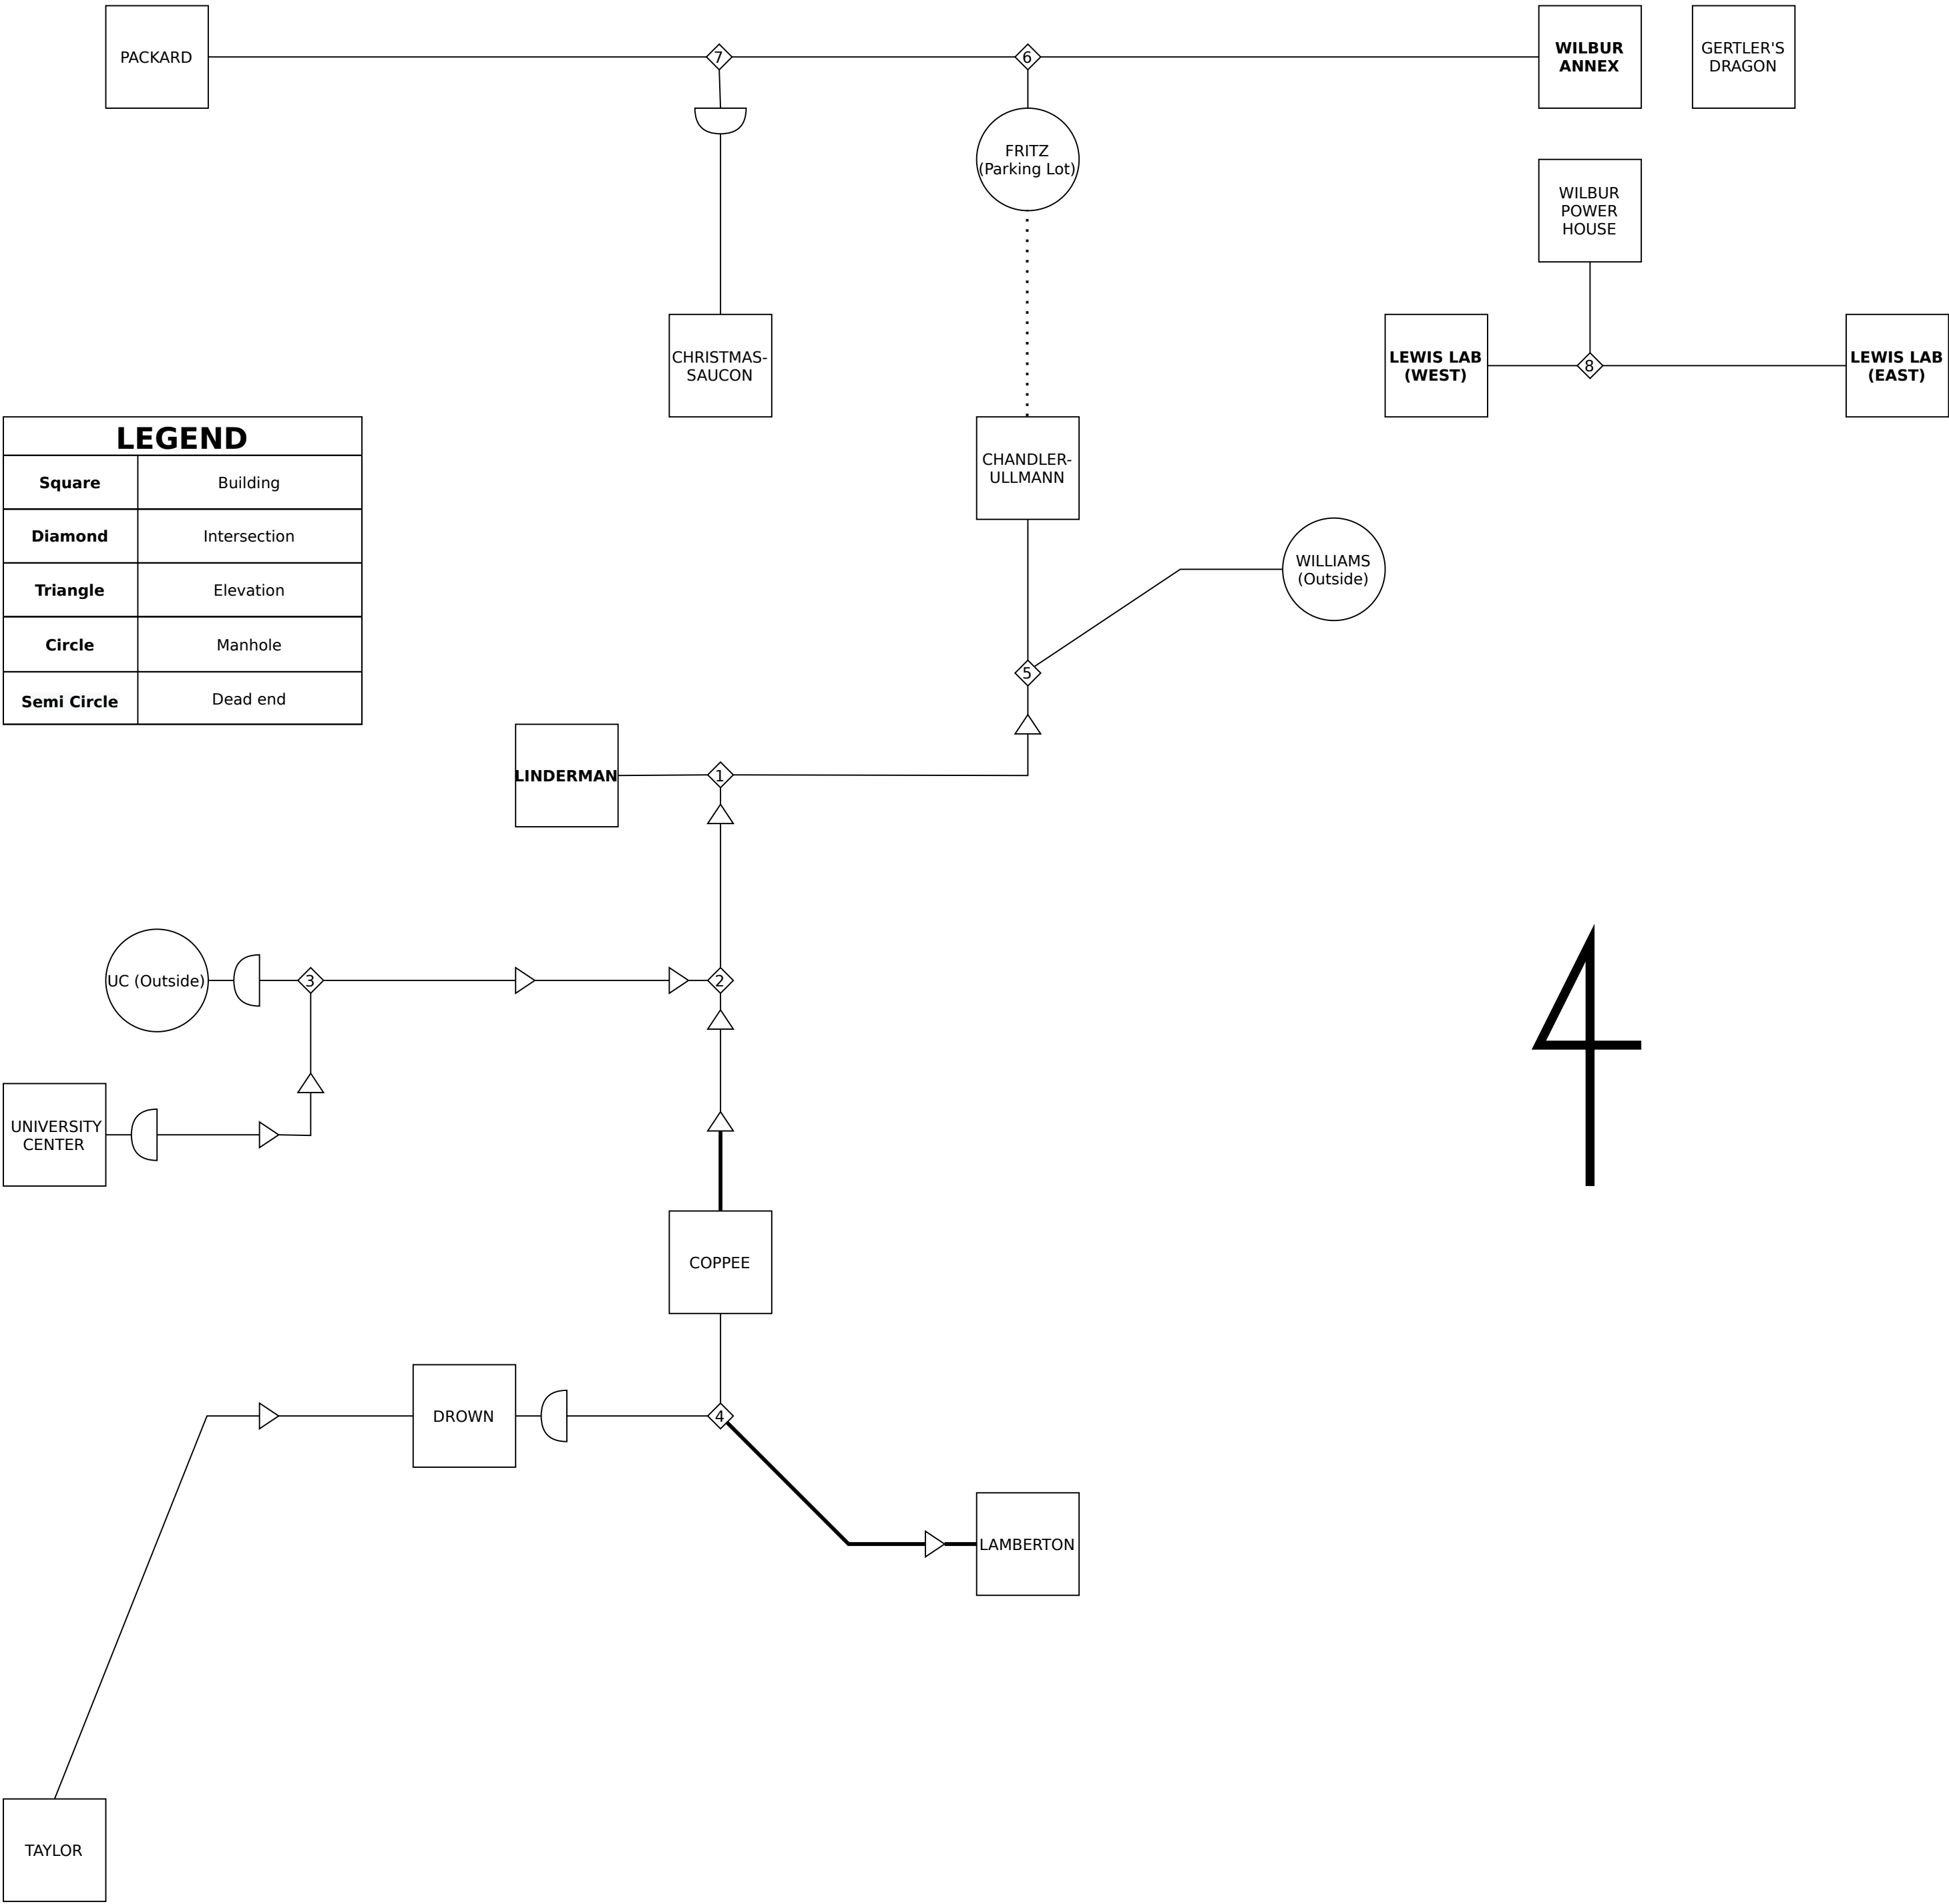 PACKARD
7
6
WILBUR
ANNEX
GERTLER'S
DRAGON
FRITZ
(Parking Lot)
WILBUR
POWER
HOUSE
CHRISTMAS-
SAUCON
LEWIS LAB
(WEST)
8
LEWIS LAB
(EAST)
LEGEND
Square
Building
Diamond
Intersection
Triangle
Elevation
Circle
Manhole
Semi Circle
Dead end
CHANDLER-
ULLMANN
WILLIAMS
(Outside)
5
LINDERMAN
1
UC (Outside)
3
2
UNIVERSITY
CENTER
COPPEE
DROWN
4
LAMBERTON
TAYLOR